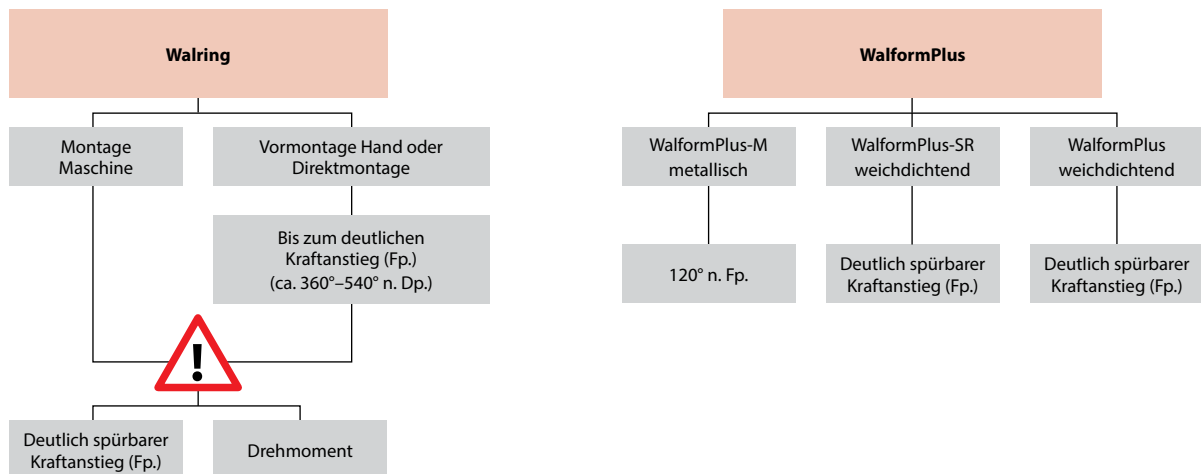 Walring
Montage
Maschine
Vormontage Hand oder
Direktmontage
Bis zum deutlichen
Kraftanstieg (Fp.)
(ca. 360°–540° n. Dp.)
!
Deutlich spürbarer
Kraftanstieg (Fp.)
Drehmoment
WalformPlus
WalformPlus-M
metallisch
WalformPlus-SR
weichdichtend
WalformPlus
weichdichtend
120° n. Fp.
Deutlich spürbarer
Kraftanstieg (Fp.)
Deutlich spürbarer
Kraftanstieg (Fp.)